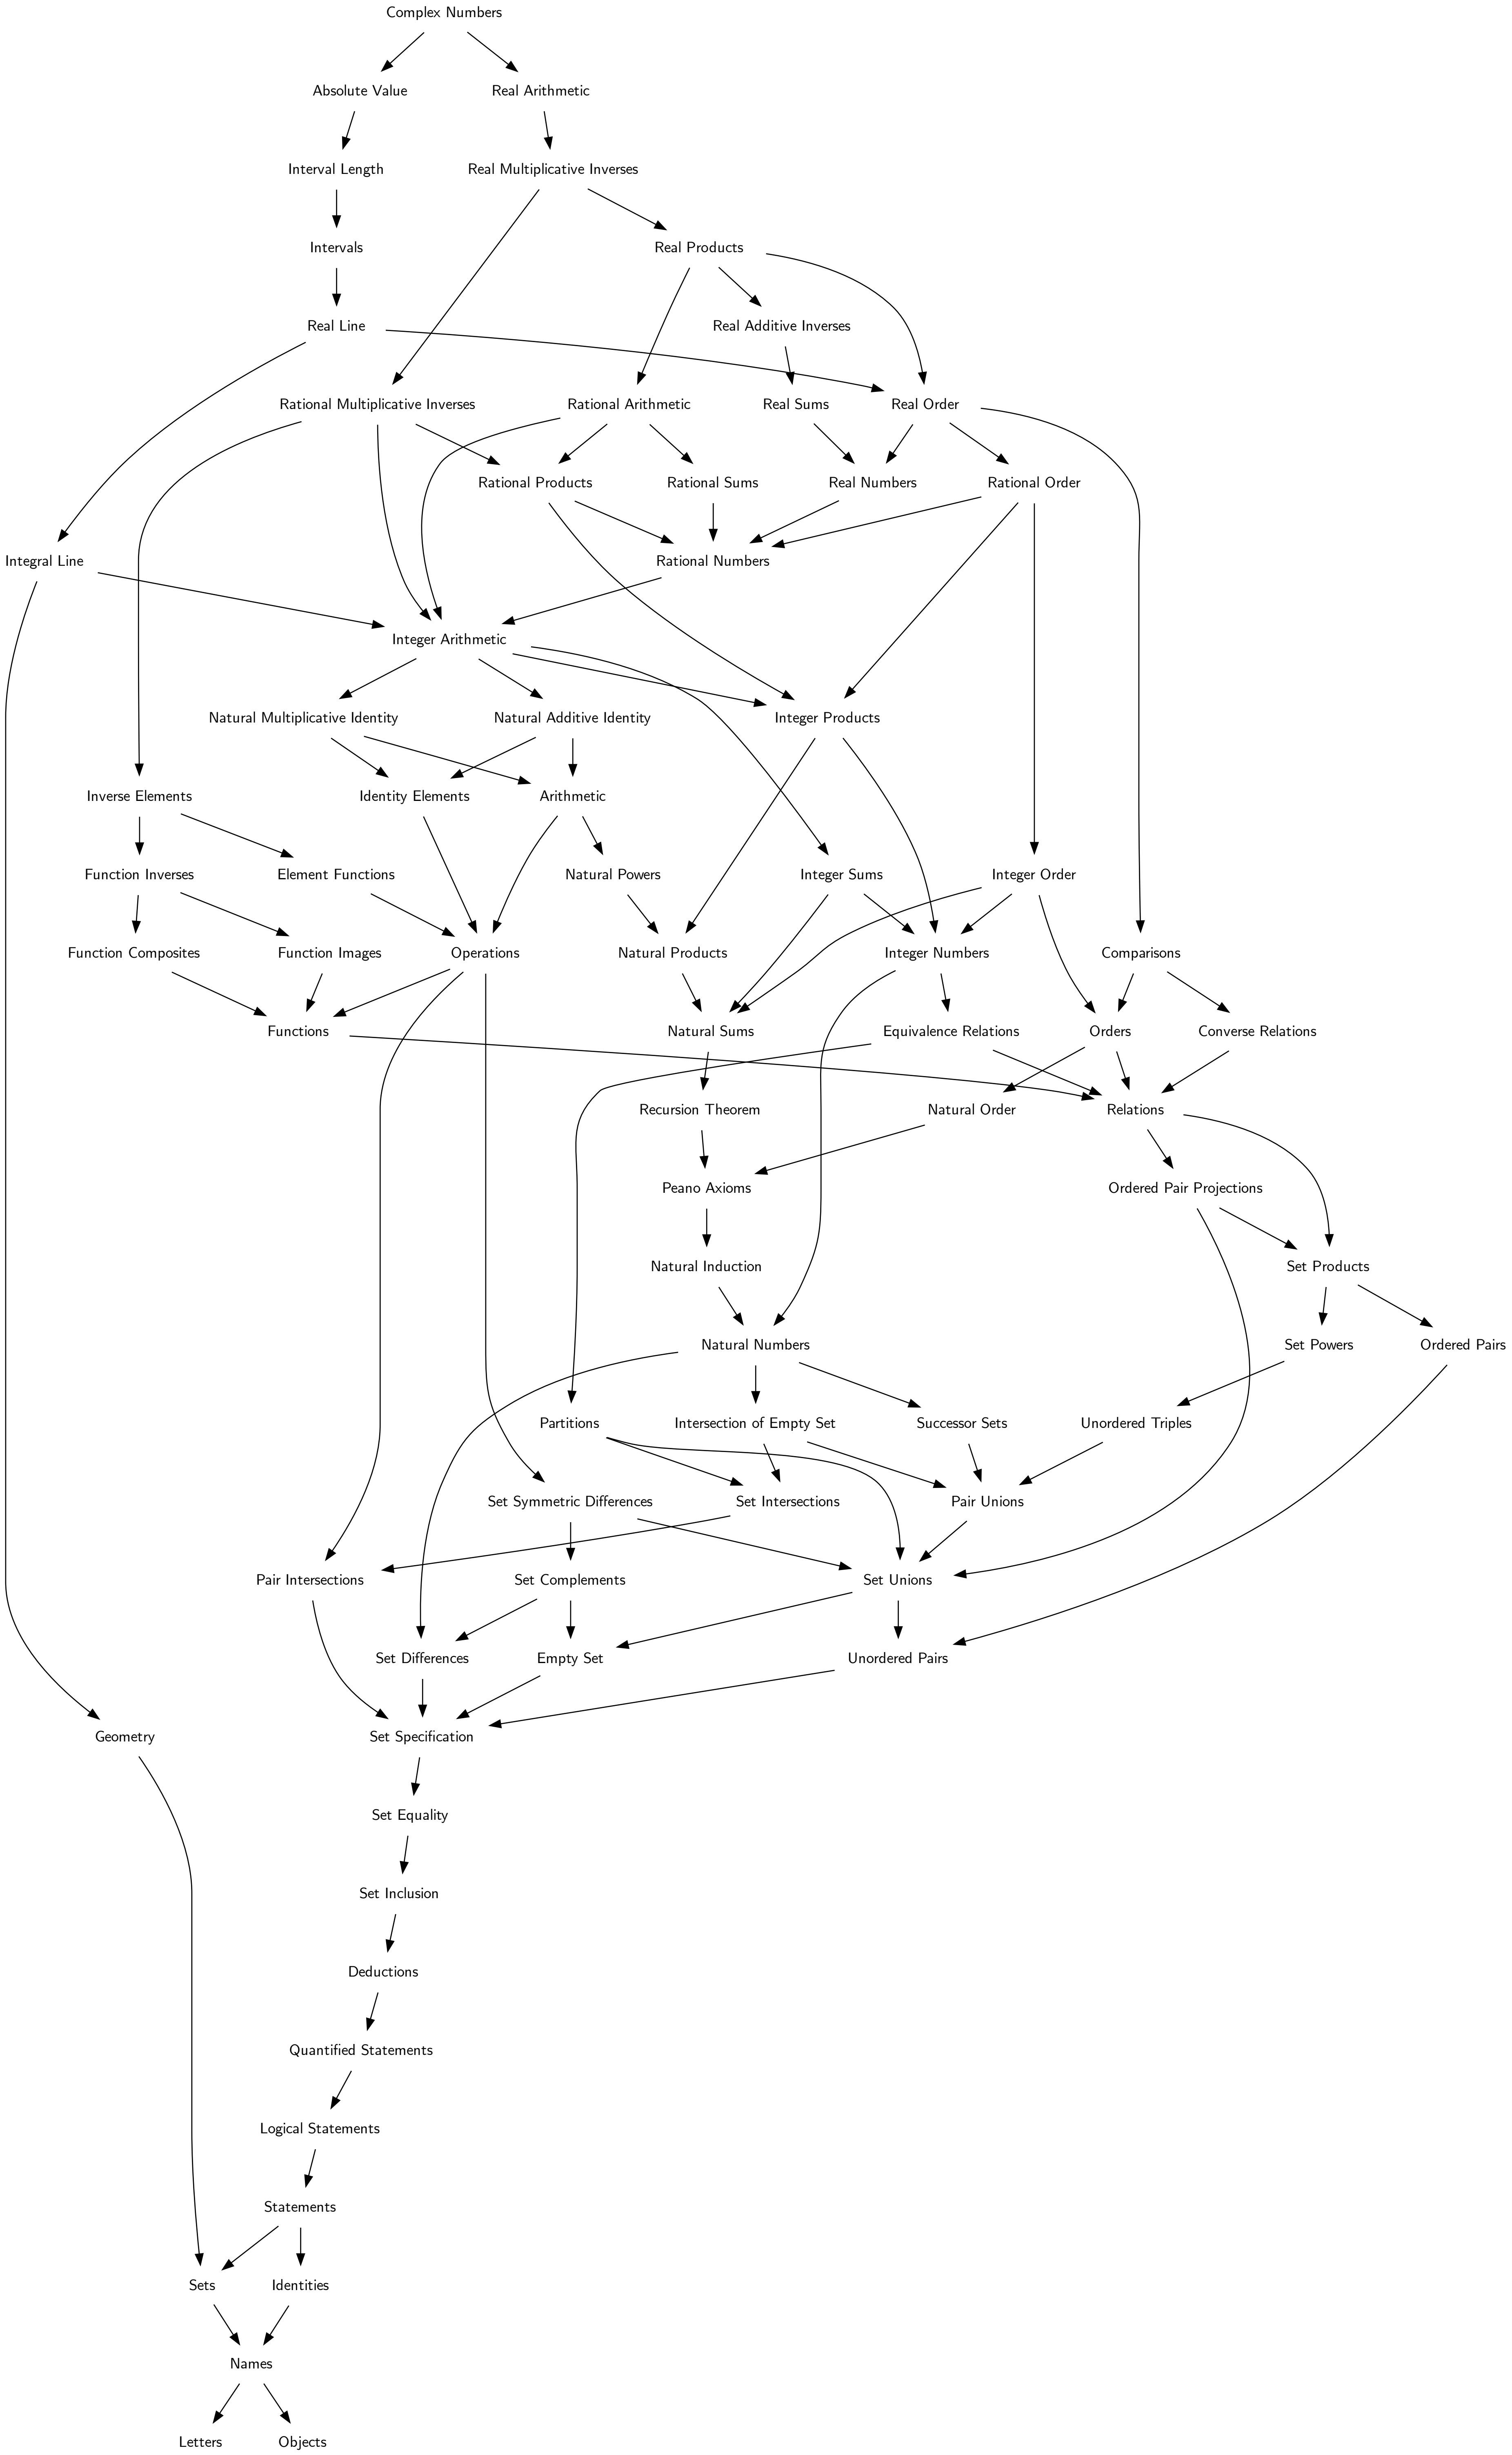 Complex Numbers
Absolute Value
Real Arithmetic
Interval Length
Real Multiplicative Inverses
Intervals
Real Products
Real Line
Real Additive Inverses
Rational Multiplicative Inverses
Rational Arithmetic
Real Sums
Real Order
Rational Products
Rational Sums
Real Numbers
Rational Order
Integral Line
Rational Numbers
Integer Arithmetic
Natural Multiplicative Identity
Natural Additive Identity
Integer Products
Inverse Elements
Identity Elements
Arithmetic
Function Inverses
Element Functions
Natural Powers
Integer Sums
Integer Order
Function Composites
Function Images
Operations
Natural Products
Integer Numbers
Comparisons
Functions
Natural Sums
Equivalence Relations
Orders
Converse Relations
Recursion Theorem
Natural Order
Relations
Peano Axioms
Ordered Pair Projections
Natural Induction
Set Products
Natural Numbers
Set Powers
Ordered Pairs
Partitions
Intersection of Empty Set
Successor Sets
Unordered Triples
Set Symmetric Differences
Set Intersections
Pair Unions
Pair Intersections
Set Complements
Set Unions
Set Differences
Empty Set
Unordered Pairs
Geometry
Set Specification
Set Equality
Set Inclusion
Deductions
Quantified Statements
Logical Statements
Statements
Sets
Identities
Names
Letters
Objects